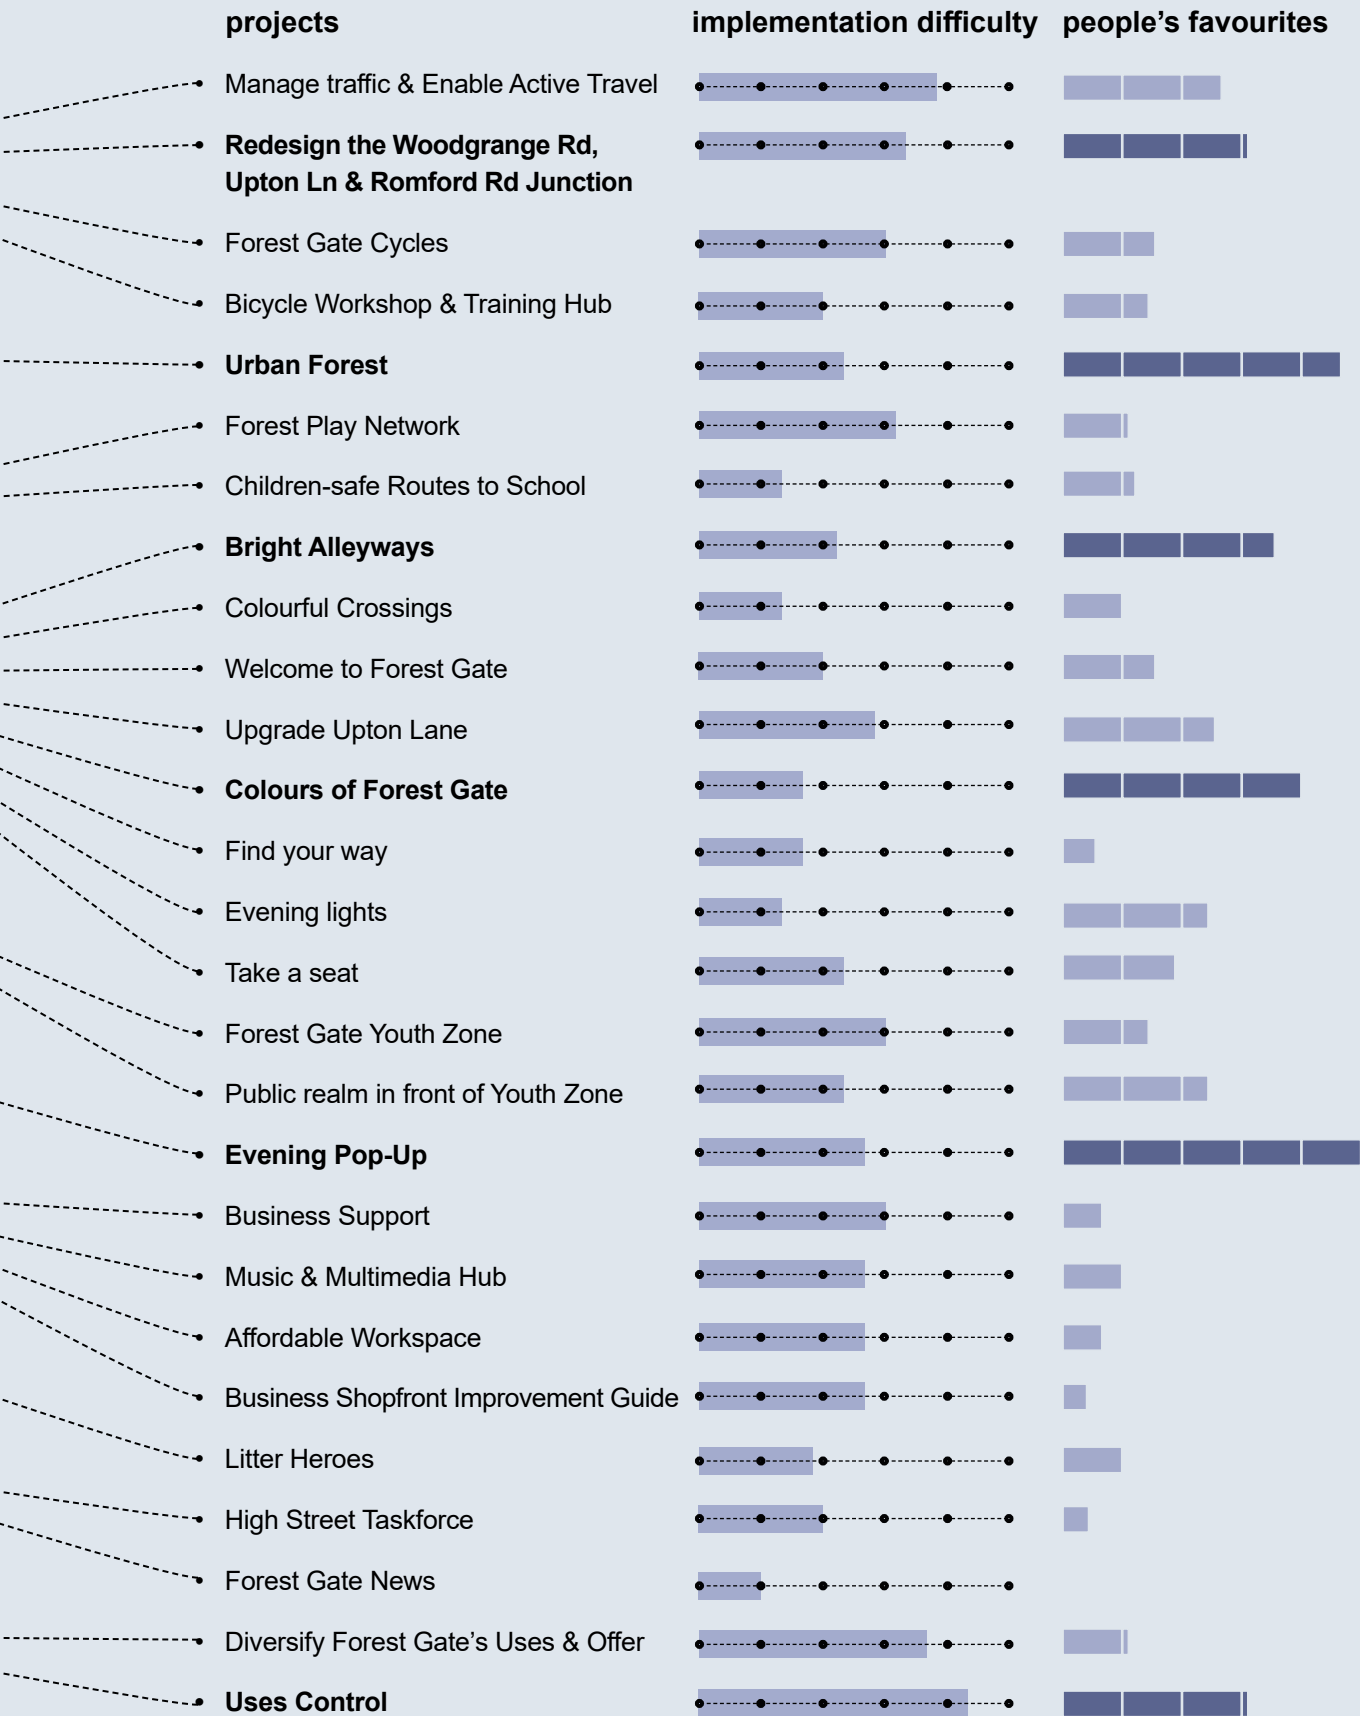 projects implementation difficulty people's favourites
Manage traffic & Enable Active Travel
Redesign the Woodgrange Rd,
Upton Ln & Romford Rd Junction
Forest Gate Cycles
Bicycle Workshop & Training Hub
Urban Forest
Forest Play Network
Children-safe Routes to School
Bright Alleyways
Colourful Crossings
Welcome to Forest Gate
Upgrade Upton Lane
Colours of Forest Gate
Find your way
Evening lights
Take a seat
Forest Gate Youth Zone
Public realm in front of Youth Zone
Evening Pop-Up
Business Support
Music & Multimedia Hub
Affordable Workspace
Business Shopfront Improvement Guide
Litter Heroes
High Street Taskforce
Forest Gate News
Diversify Forest Gate’s Uses & Offer
Uses Control